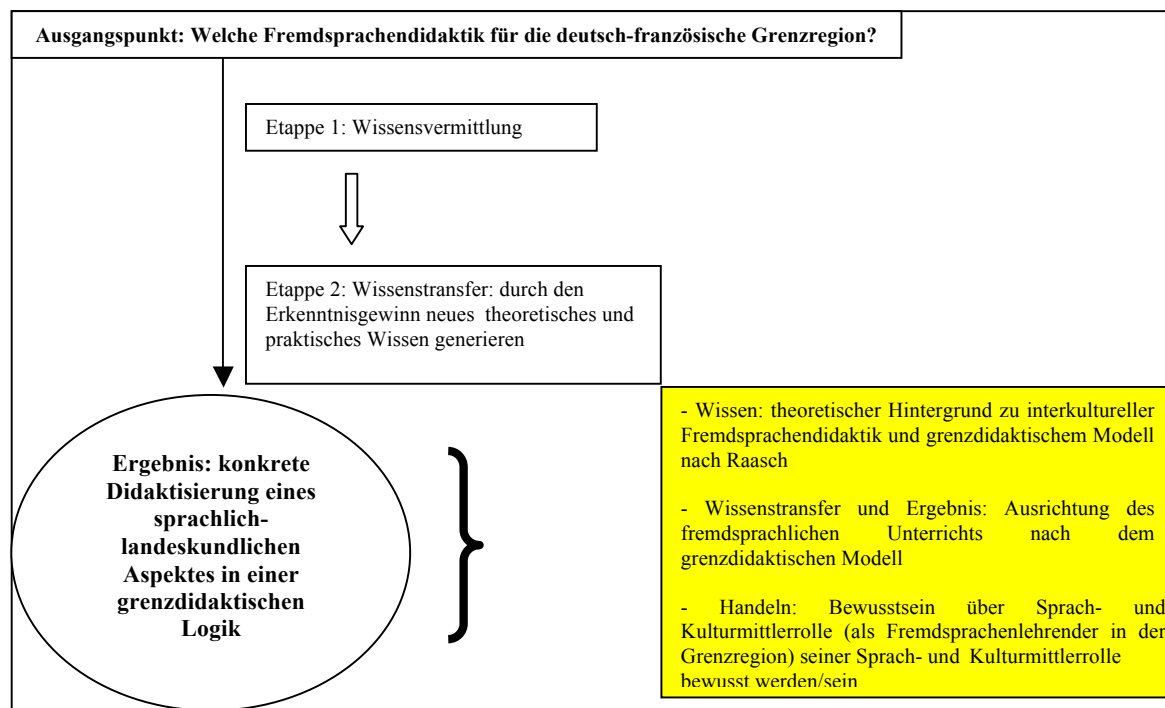 Ausgangspunkt: Welche Fremdsprachendidaktik für die deutsch-französische Grenzregion?
Etappe 1: Wissensvermittlung
Etappe 2: Wissenstransfer: durch den
Erkenntnisgewinn neues theoretisches und
praktisches Wissen generieren
Ergebnis: konkrete
Didaktisierung eines
sprachlich-
landeskundlichen
Aspektes in einer
grenzdidaktischen
Logik
- Wissen: theoretischer Hintergrund zu interkultureller
Fremdsprachendidaktik und grenzdidaktischem Modell
nach Raasch
- Wissenstransfer und Ergebnis: Ausrichtung des
fremdsprachlichen Unterrichts nach dem
grenzdidaktischen Modell
- Handeln: Bewusstsein über Sprach- und
Kulturmittlerrolle (als Fremdsprachenlehrender in der
Grenzregion) seiner Sprach- und Kulturmittlerrolle
bewusst werden/sein